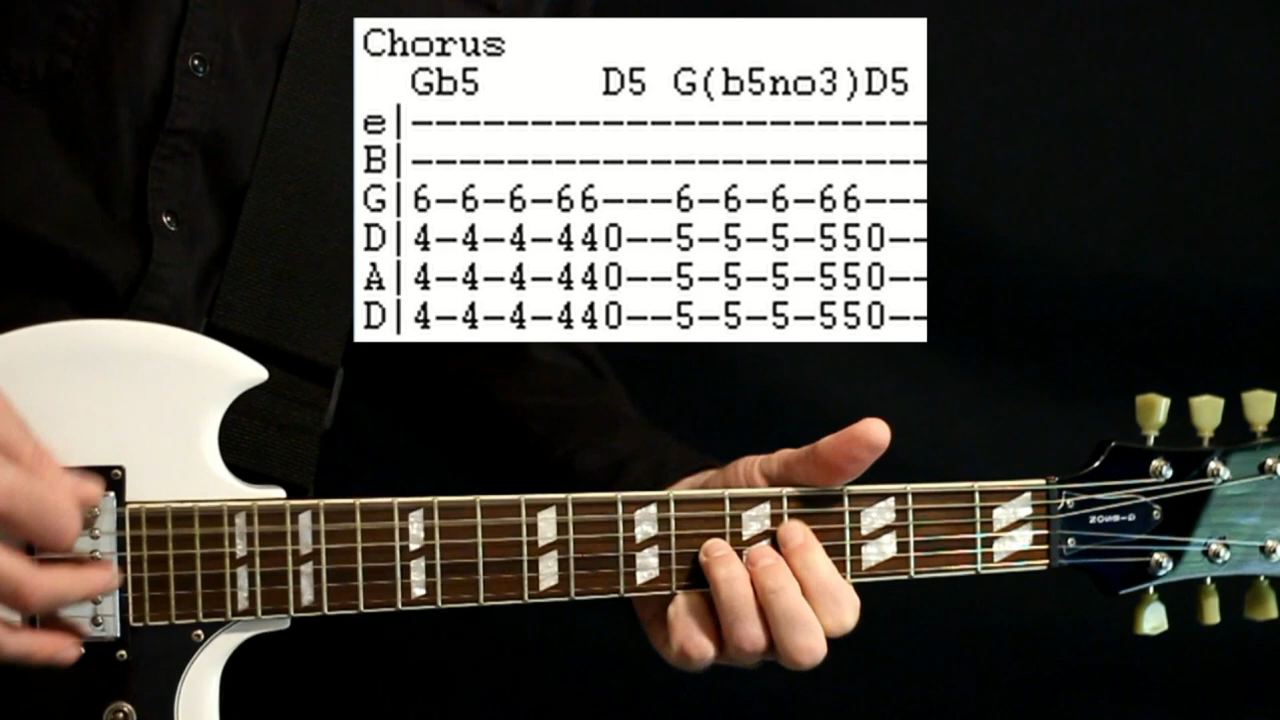 Chorus
Gb5 D5 G(b5no3)D5
e|----------------------
B|----------------------
G|6-6-6-66---6-6-6-66---
D|4-4-4-440--5-5-5-550--
A|4-4-4-440--5-5-5-550--
D|4-4-4-440--5-5-5-550--